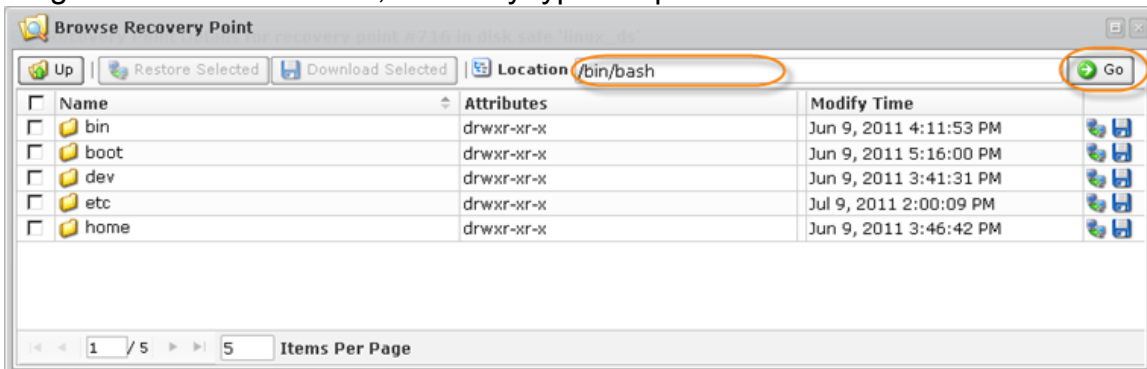 Browse Recovery Point
Up | Restore Selected Download Selected | Location /bin/bash Go
Name Attributes Modify Time
bin drwxr-xr-x Jun 9, 2011 4:11:53 PM
boot drwxr-xr-x Jun 9, 2011 5:16:00 PM
dev drwxr-xr-x Jun 9, 2011 3:41:31 PM
etc drwxr-xr-x Jul 9, 2011 2:00:09 PM
home drwxr-xr-x Jun 9, 2011 3:46:42 PM
1 / 5 5 Items Per Page